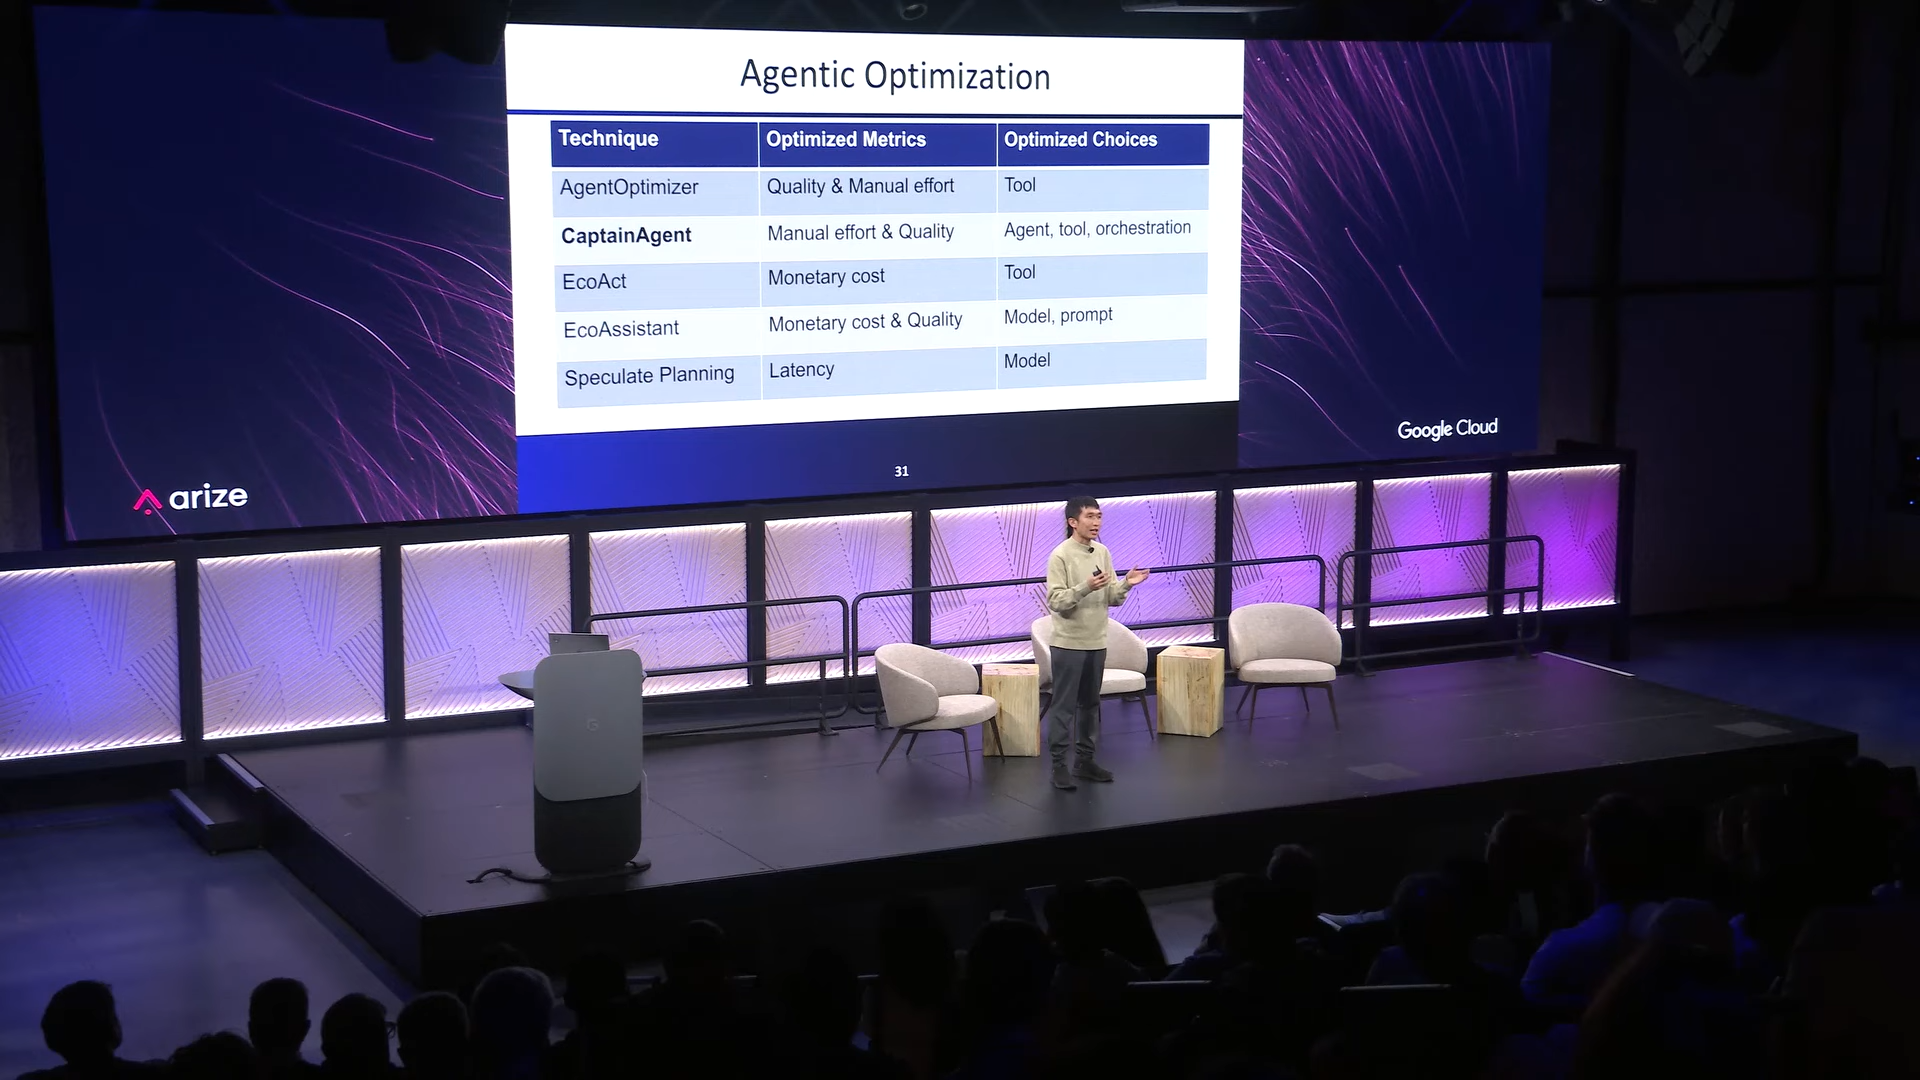 Agentic Optimization
Technique Optimized Metrics Optimized Choices
AgentOptimizer Quality & Manual effort Tool
CaptainAgent Manual effort & Quality Agent, tool, orchestration
EcoAct Monetary cost Tool
EcoAssistant Monetary cost & Quality Model, prompt
Speculate Planning Latency Model
31
arize
Google Cloud